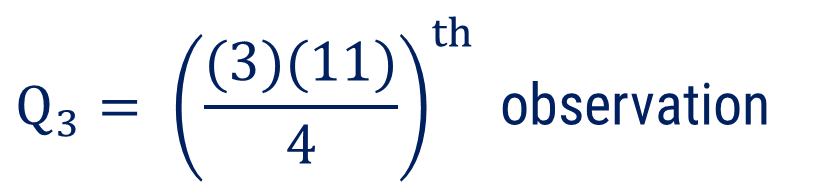 Q₃ = ((3)(11)/4)ᵗʰ observation